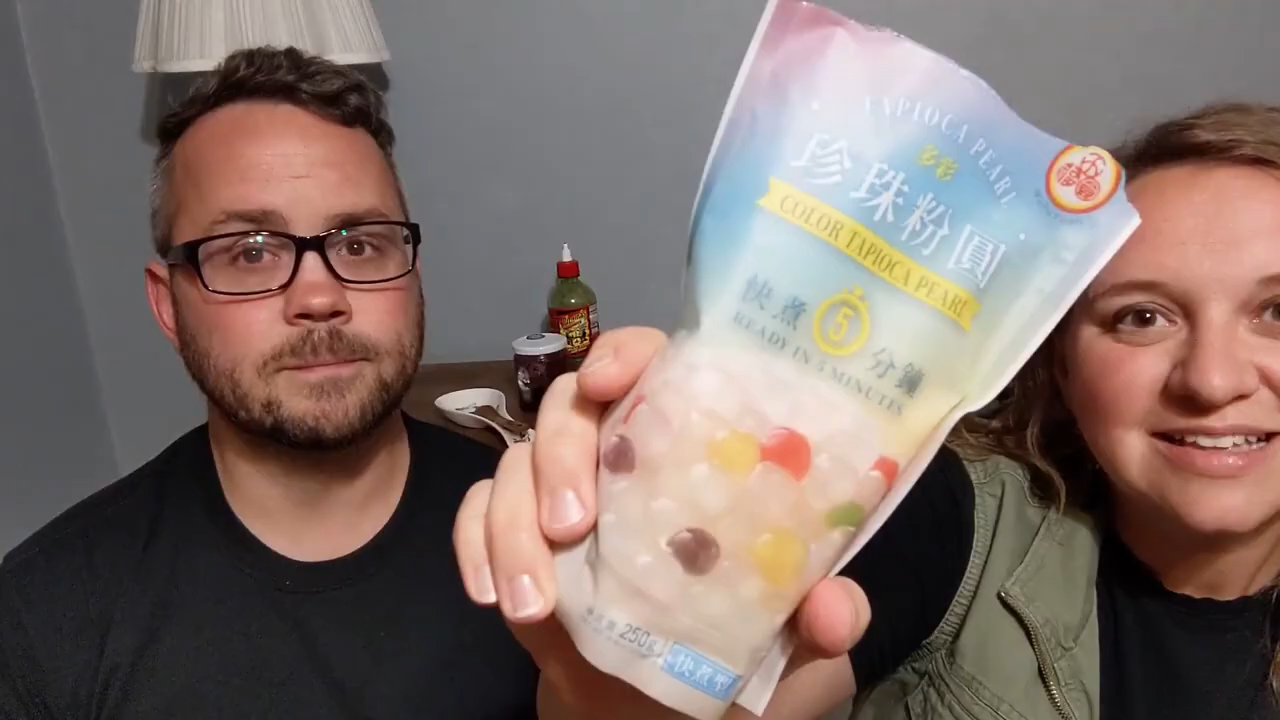 TAPIOCA PEARL
多彩
珍珠粉圓
COLOR TAPIOCA PEARL
快煮 5 分鐘
READY IN 5 MINUTES
250g
快煮型